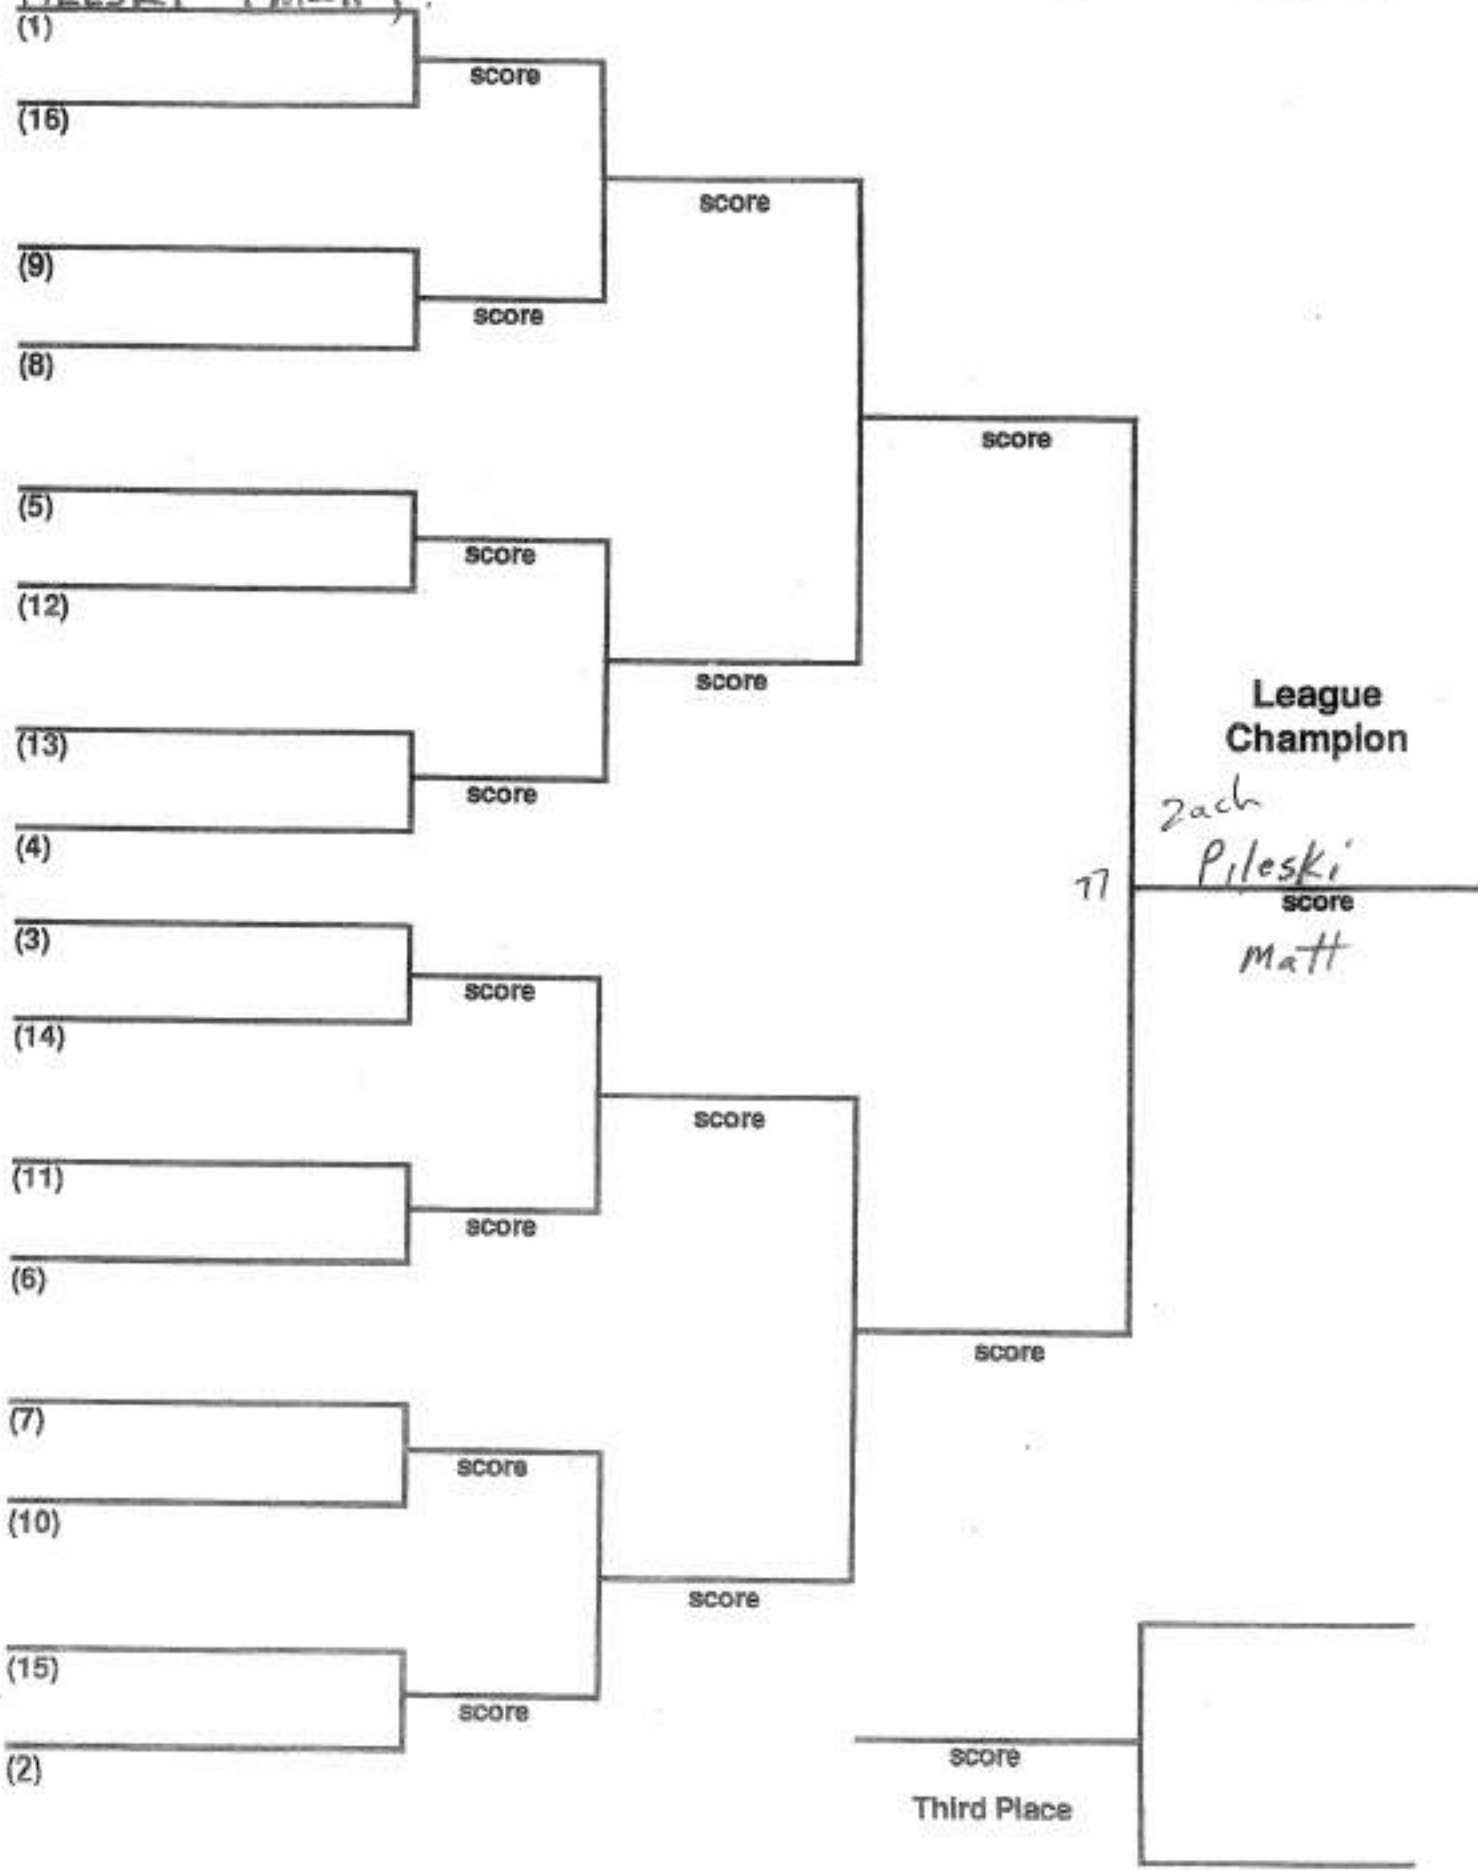 (1)
score
(16)
score
(9)
score
(8)
score
(5)
score
(12)
score
(13)
score
(4)
League
Champion
Zach
Pileski
77
score
Matt
(3)
score
(14)
score
(11)
score
(6)
score
(7)
score
(10)
score
(15)
score
(2)
score
Third Place